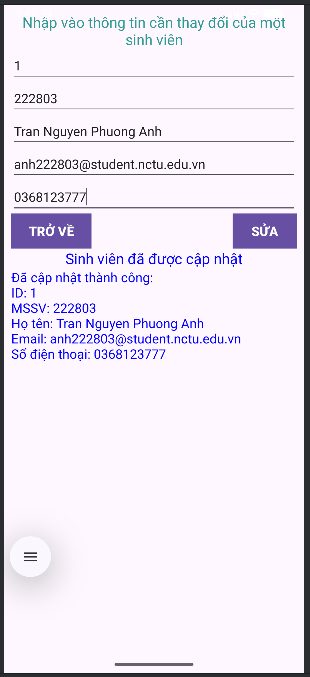 Nhập vào thông tin cần thay đổi của một
sinh viên
1
222803
Tran Nguyen Phuong Anh
anh222803@student.nctu.edu.vn
0368123777
TRỞ VỀ
SỬA
Sinh viên đã được cập nhật
Đã cập nhật thành công:
ID: 1
MSSV: 222803
Họ tên: Tran Nguyen Phuong Anh
Email: anh222803@student.nctu.edu.vn
Số điện thoại: 0368123777